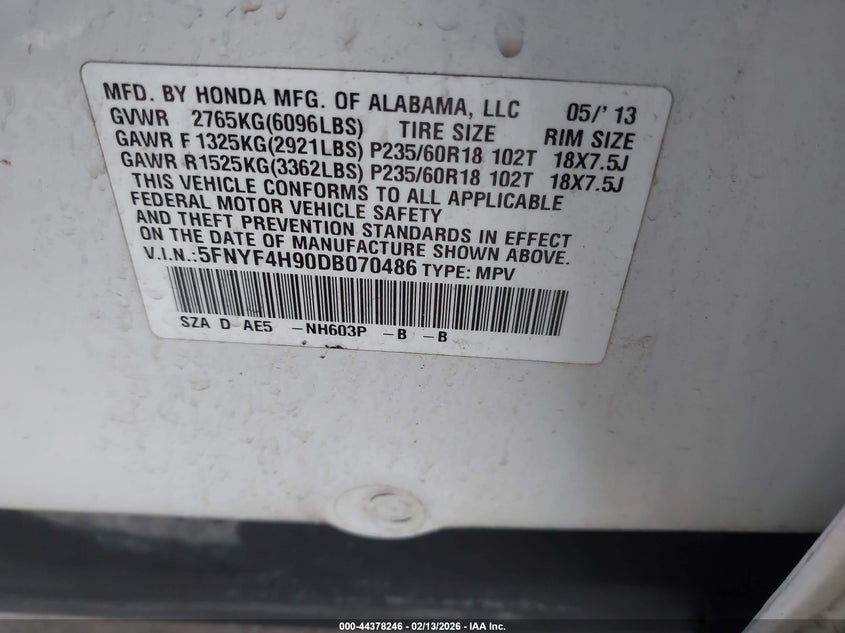 MFD. BY HONDA MFG. OF ALABAMA, LLC 05/' 13
GVWR 2765KG(6096LBS) TIRE SIZE RIM SIZE
GAWR F 1325KG(2921LBS) P235/60R18 102T 18X7.5J
GAWR R1525KG(3362LBS) P235/60R18 102T 18X7.5J
THIS VEHICLE CONFORMS TO ALL APPLICABLE
FEDERAL MOTOR VEHICLE SAFETY
AND THEFT PREVENTION STANDARDS IN EFFECT
ON THE DATE OF MANUFACTURE SHOWN ABOVE.
V.I.N.:5FNYF4H90DB070486 TYPE: MPV
SZA D AE5 -NH603P -B -B
000-44378246 - 02/13/2026 - IAA Inc.